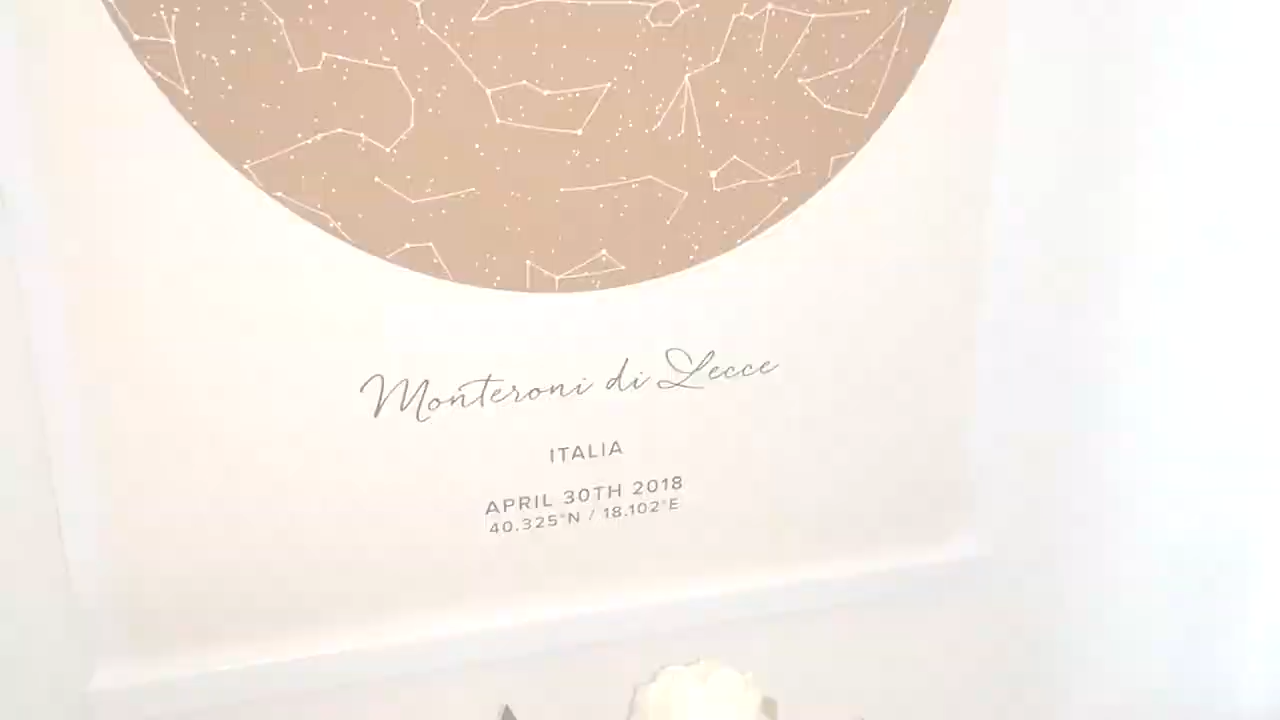 Monteroni di Lecce
ITALIA
APRIL 30TH 2018
40.325°N / 18.102°E